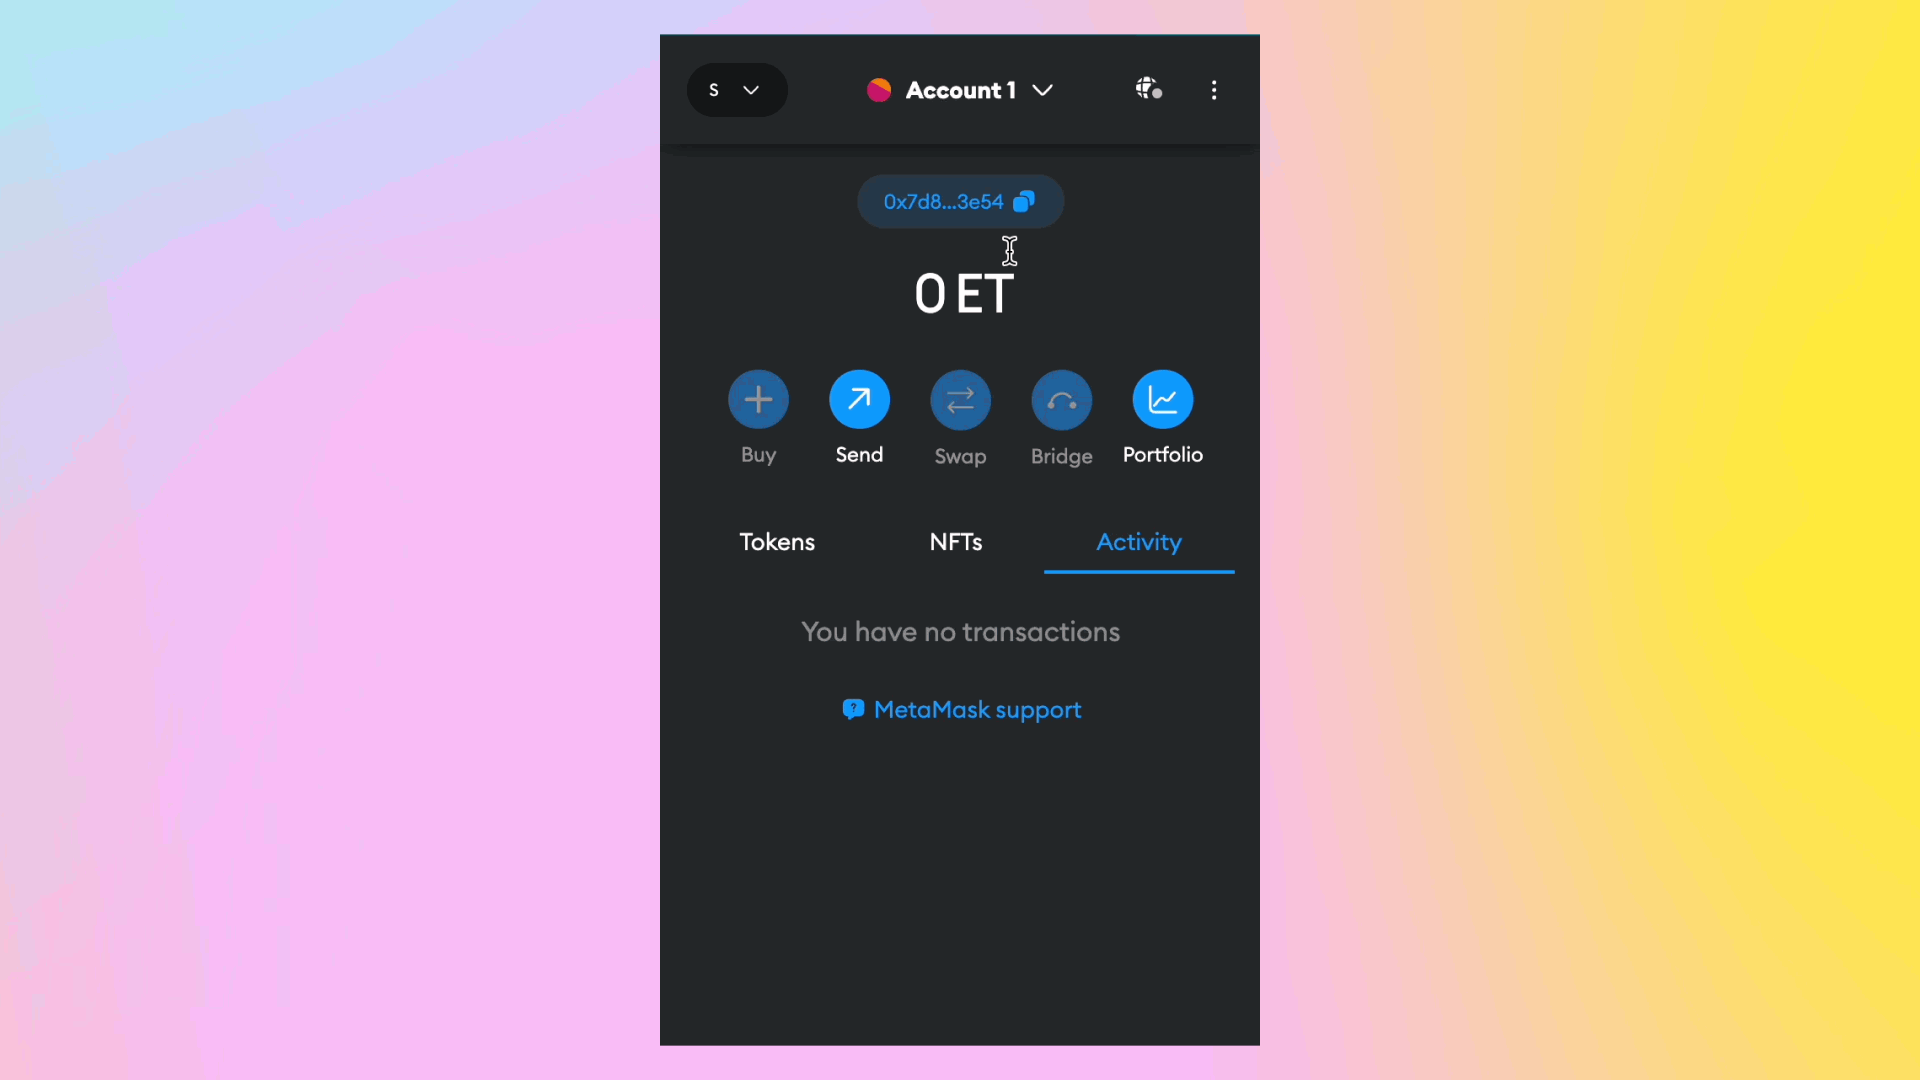 S
Account 1
0x7d8...3e54
0 ET
Buy
Send
Swap
Bridge
Portfolio
Tokens
NFTs
Activity
You have no transactions
MetaMask support